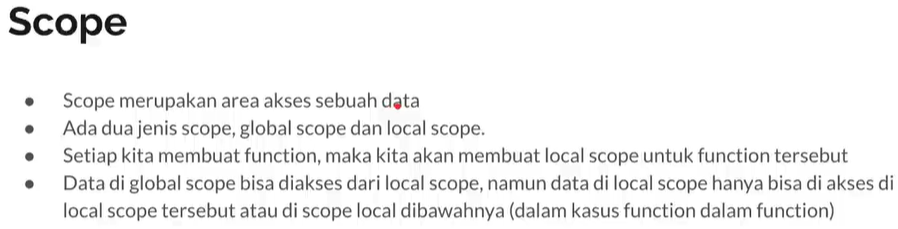 Scope
● Scope merupakan area akses sebuah data
● Ada dua jenis scope, global scope dan local scope.
● Setiap kita membuat function, maka kita akan membuat local scope untuk function tersebut
● Data di global scope bisa diakses dari local scope, namun data di local scope hanya bisa di akses di
local scope tersebut atau di scope local dibawahnya (dalam kasus function dalam function)